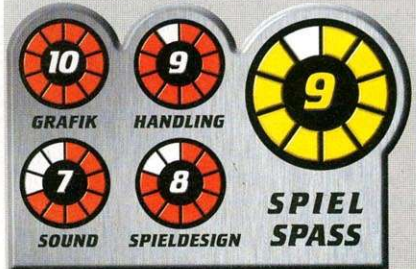 10
GRAFIK
9
HANDLING
7
SOUND
8
SPIELDESIGN
9
SPIEL
SPASS